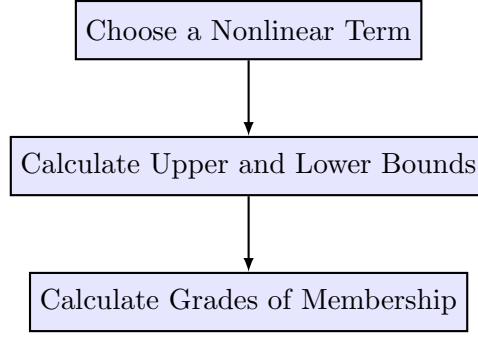 Choose a Nonlinear Term
Calculate Upper and Lower Bounds
Calculate Grades of Membership